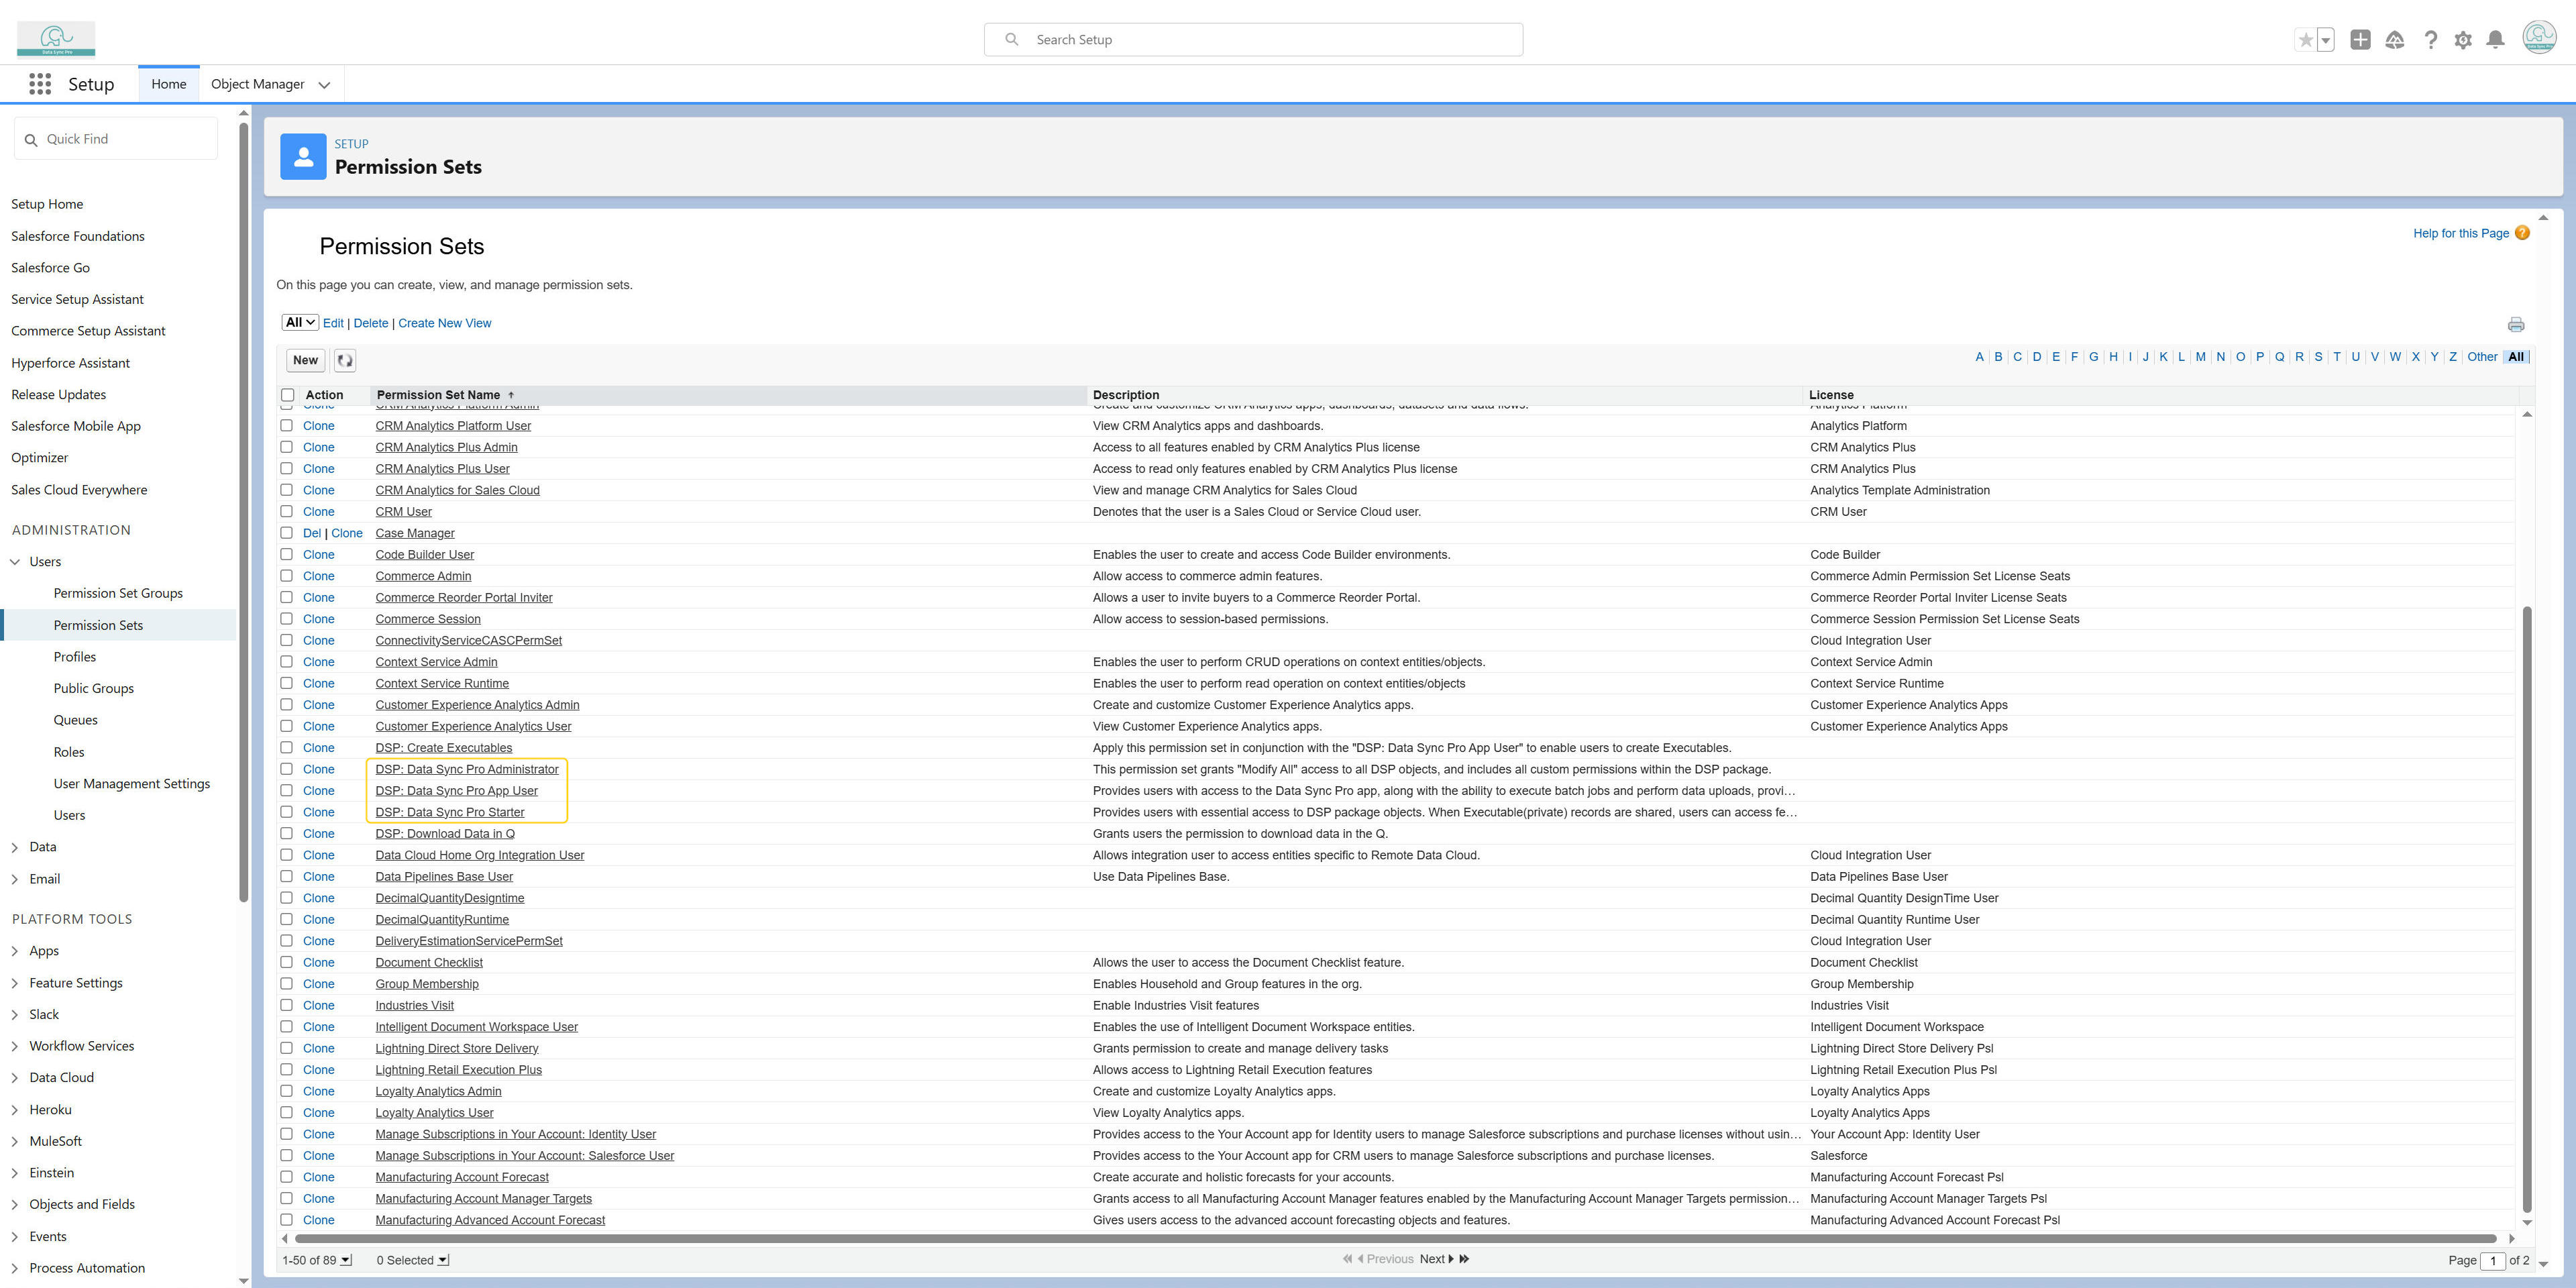 Data Sync Pro
Search Setup
Setup
Home
Object Manager
Quick Find
Setup Home
Salesforce Foundations
Salesforce Go
Service Setup Assistant
Commerce Setup Assistant
Hyperforce Assistant
Release Updates
Salesforce Mobile App
Optimizer
Sales Cloud Everywhere
ADMINISTRATION
Users
Permission Set Groups
Permission Sets
Profiles
Public Groups
Queues
Roles
User Management Settings
Users
Data
Email
PLATFORM TOOLS
Apps
Feature Settings
Slack
Workflow Services
Data Cloud
Heroku
MuleSoft
Einstein
Objects and Fields
Events
Process Automation
SETUP
Permission Sets
Permission Sets
Help for this Page
On this page you can create, view, and manage permission sets.
All Edit | Delete | Create New View
New
A | B | C | D | E | F | G | H | I | J | K | L | M | N | O | P | Q | R | S | T | U | V | W | X | Y | Z | Other | All
Action Permission Set Name Description License
Clone CRM Analytics Platform Admin Create and customize CRM Analytics apps, dashboards, datasets and data flows. Analytics Platform
Clone CRM Analytics Platform User View CRM Analytics apps and dashboards. Analytics Platform
Clone CRM Analytics Plus Admin Access to all features enabled by CRM Analytics Plus license CRM Analytics Plus
Clone CRM Analytics Plus User Access to read only features enabled by CRM Analytics Plus license CRM Analytics Plus
Clone CRM Analytics for Sales Cloud View and manage CRM Analytics for Sales Cloud Analytics Template Administration
Clone CRM User Denotes that the user is a Sales Cloud or Service Cloud user. CRM User
Del | Clone Case Manager
Clone Code Builder User Enables the user to create and access Code Builder environments. Code Builder
Clone Commerce Admin Allow access to commerce admin features. Commerce Admin Permission Set License Seats
Clone Commerce Reorder Portal Inviter Allows a user to invite buyers to a Commerce Reorder Portal. Commerce Reorder Portal Inviter License Seats
Clone Commerce Session Allow access to session-based permissions. Commerce Session Permission Set License Seats
Clone ConnectivityServiceCASCPermSet Cloud Integration User
Clone Context Service Admin Enables the user to perform CRUD operations on context entities/objects. Context Service Admin
Clone Context Service Runtime Enables the user to perform read operation on context entities/objects Context Service Runtime
Clone Customer Experience Analytics Admin Create and customize Customer Experience Analytics apps. Customer Experience Analytics Apps
Clone Customer Experience Analytics User View Customer Experience Analytics apps. Customer Experience Analytics Apps
Clone DSP: Create Executables Apply this permission set in conjunction with the "DSP: Data Sync Pro App User" to enable users to create Executables.
Clone DSP: Data Sync Pro Administrator This permission set grants "Modify All" access to all DSP objects, and includes all custom permissions within the DSP package.
Clone DSP: Data Sync Pro App User Provides users with access to the Data Sync Pro app, along with the ability to execute batch jobs and perform data uploads, provi…
Clone DSP: Data Sync Pro Starter Provides users with essential access to DSP package objects. When Executable(private) records are shared, users can access fe…
Clone DSP: Download Data in Q Grants users the permission to download data in the Q.
Clone Data Cloud Home Org Integration User Allows integration user to access entities specific to Remote Data Cloud. Cloud Integration User
Clone Data Pipelines Base User Use Data Pipelines Base. Data Pipelines Base User
Clone DecimalQuantityDesigntime Decimal Quantity DesignTime User
Clone DecimalQuantityRuntime Decimal Quantity Runtime User
Clone DeliveryEstimationServicePermSet Cloud Integration User
Clone Document Checklist Allows the user to access the Document Checklist feature. Document Checklist
Clone Group Membership Enables Household and Group features in the org. Group Membership
Clone Industries Visit Enable Industries Visit features Industries Visit
Clone Intelligent Document Workspace User Enables the use of Intelligent Document Workspace entities. Intelligent Document Workspace
Clone Lightning Direct Store Delivery Grants permission to create and manage delivery tasks Lightning Direct Store Delivery Psl
Clone Lightning Retail Execution Plus Allows access to Lightning Retail Execution features Lightning Retail Execution Plus Psl
Clone Loyalty Analytics Admin Create and customize Loyalty Analytics apps. Loyalty Analytics Apps
Clone Loyalty Analytics User View Loyalty Analytics apps. Loyalty Analytics Apps
Clone Manage Subscriptions in Your Account: Identity User Provides access to the Your Account app for Identity users to manage Salesforce subscriptions and purchase licenses without usin… Your Account App: Identity User
Clone Manage Subscriptions in Your Account: Salesforce User Provides access to the Your Account app for CRM users to manage Salesforce subscriptions and purchase licenses. Salesforce
Clone Manufacturing Account Forecast Create accurate and holistic forecasts for your accounts. Manufacturing Account Forecast Psl
Clone Manufacturing Account Manager Targets Grants access to all Manufacturing Account Manager features enabled by the Manufacturing Account Manager Targets permission… Manufacturing Account Manager Targets Psl
Clone Manufacturing Advanced Account Forecast Gives users access to the advanced account forecasting objects and features. Manufacturing Advanced Account Forecast Psl
1-50 of 89 0 Selected Previous Next Page 1 of 2